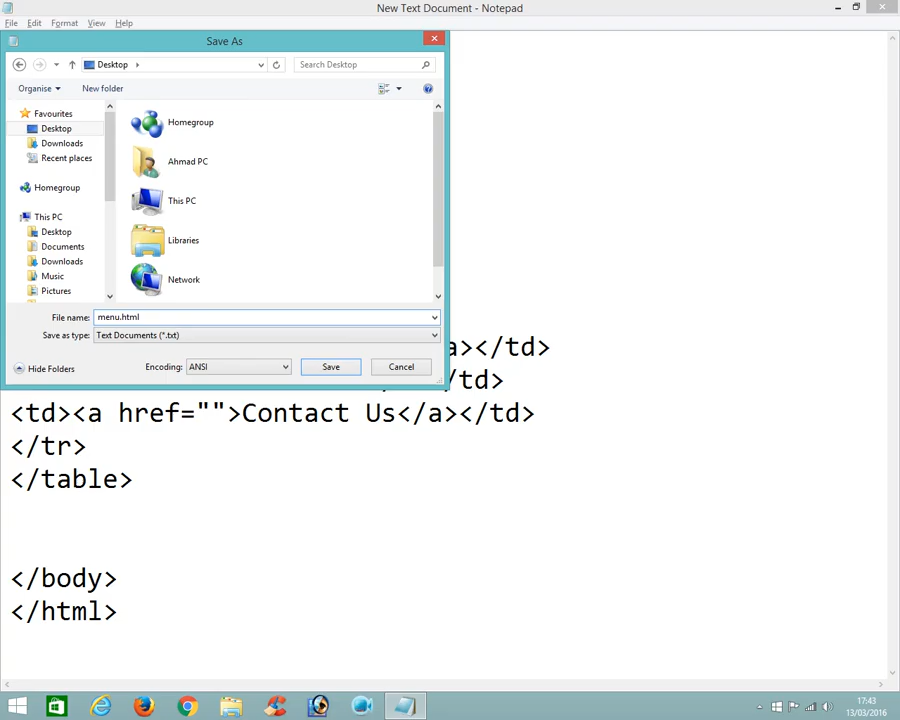 New Text Document - Notepad
File Edit Format View Help
Save As
Desktop
Search Desktop
Organise New folder
Favourites
Desktop
Downloads
Recent places
Homegroup
This PC
Desktop
Documents
Downloads
Music
Pictures
Homegroup
Ahmad PC
This PC
Libraries
Network
File name: menu.html
Save as type: Text Documents (*.txt)
Hide Folders
Encoding: ANSI
Save
Cancel
a></td>
/td>
<td><a href="">Contact Us</a></td>
</tr>
</table>
</body>
</html>
17:43
13/03/2016